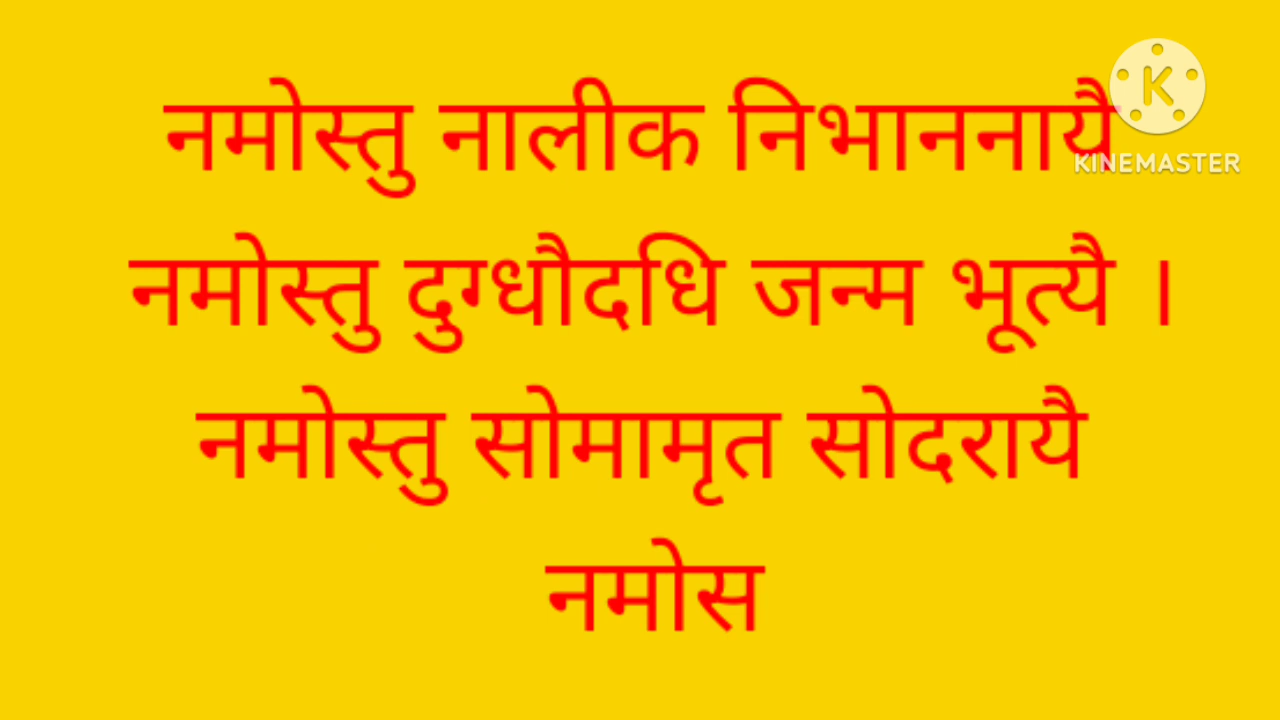 नमोस्तु नालीक निभाननायै
KINEMASTER
नमोस्तु दुग्धौदधि जन्म भूत्यै ।
नमोस्तु सोमामृत सोदरायै
नमोस